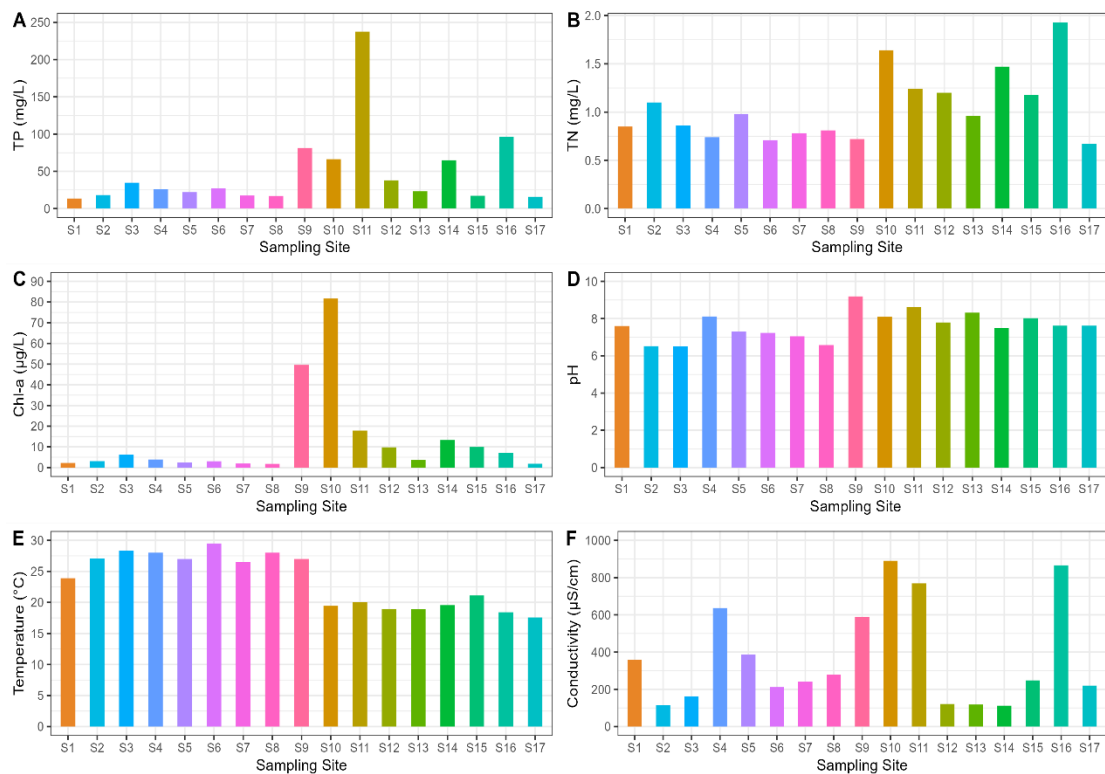 A
TP (mg/L)
250
200
150
100
50
0
S1 S2 S3 S4 S5 S6 S7 S8 S9 S10 S11 S12 S13 S14 S15 S16 S17
Sampling Site
B
TN (mg/L)
2.0
1.5
1.0
0.5
0.0
S1 S2 S3 S4 S5 S6 S7 S8 S9 S10 S11 S12 S13 S14 S15 S16 S17
Sampling Site
C
Chl-a (µg/L)
90
80
70
60
50
40
30
20
10
0
S1 S2 S3 S4 S5 S6 S7 S8 S9 S10 S11 S12 S13 S14 S15 S16 S17
Sampling Site
D
pH
10
8
6
4
2
0
S1 S2 S3 S4 S5 S6 S7 S8 S9 S10 S11 S12 S13 S14 S15 S16 S17
Sampling Site
E
Temperature (°C)
30
25
20
15
10
5
0
S1 S2 S3 S4 S5 S6 S7 S8 S9 S10 S11 S12 S13 S14 S15 S16 S17
Sampling Site
F
Conductivity (µS/cm)
1000
800
600
400
200
0
S1 S2 S3 S4 S5 S6 S7 S8 S9 S10 S11 S12 S13 S14 S15 S16 S17
Sampling Site